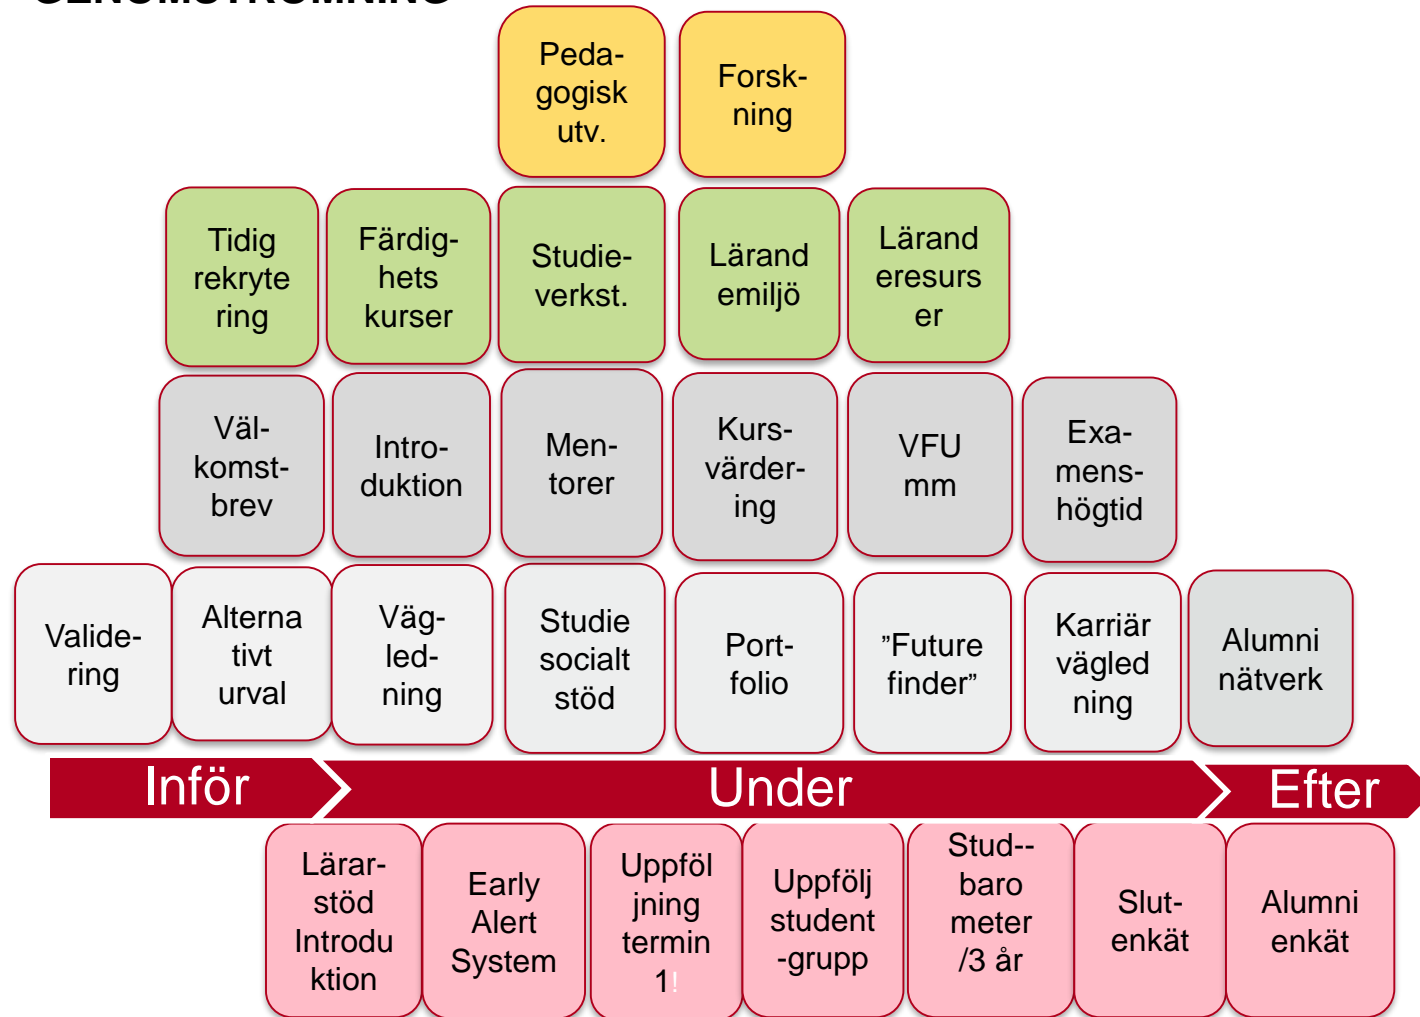 GENOMSTRÖMNING
Peda-
gogisk
utv.
Forsk-
ning
Tidig
rekryte
ring
Färdig-
hets
kurser
Studie-
verkst.
Lärand
emiljö
Lärand
eresurs
er
Väl-
komst-
brev
Intro-
duktion
Men-
torer
Kurs-
värder-
ing
VFU
mm
Exa-
mens-
högtid
Valide-
ring
Alterna
tivt
urval
Väg-
led-
ning
Studie
socialt
stöd
Port-
folio
”Future
finder”
Karriär
vägled
ning
Alumni
nätverk
Inför
Under
Efter
Lärar-
stöd
Introdu
ktion
Early
Alert
System
Uppföl
jning
termin
1!
Uppfölj
student
-grupp
Stud--
baro
meter
/3 år
Slut-
enkät
Alumni
enkät